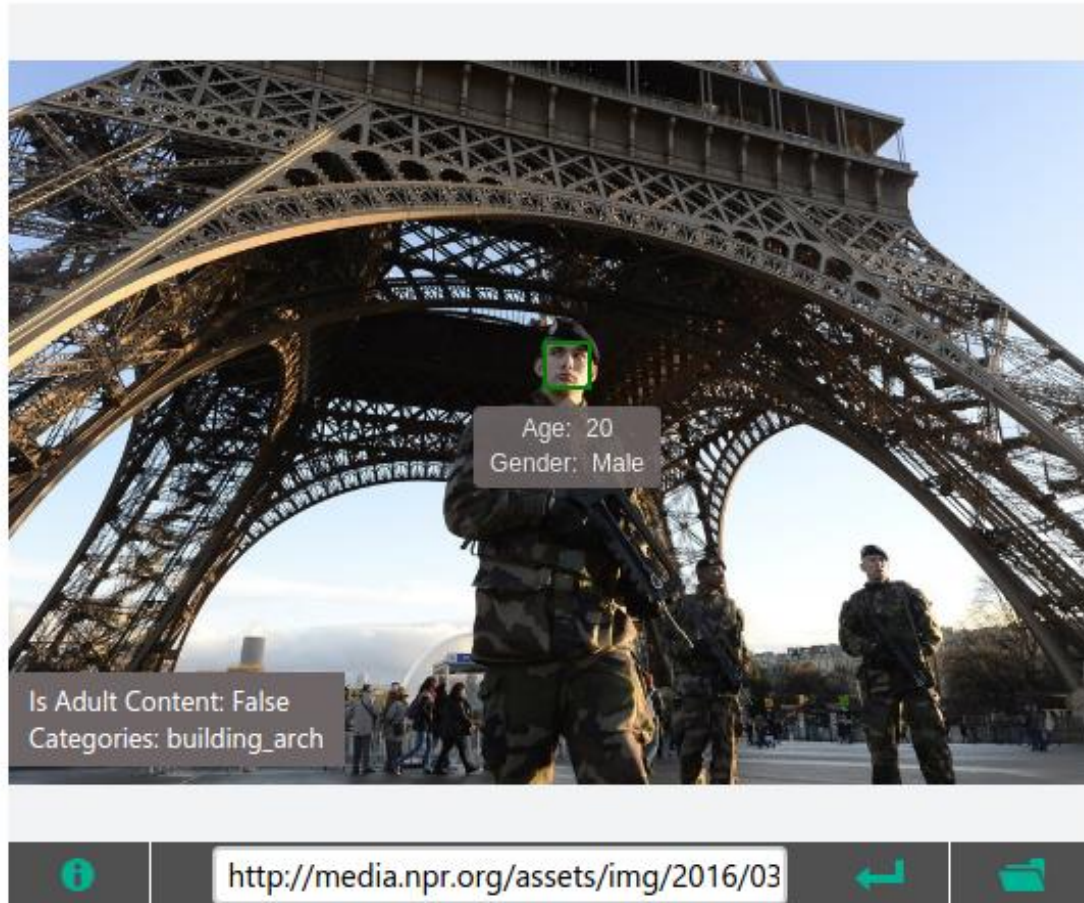 Age: 20
Gender: Male
Is Adult Content: False
Categories: building_arch
http://media.npr.org/assets/img/2016/03